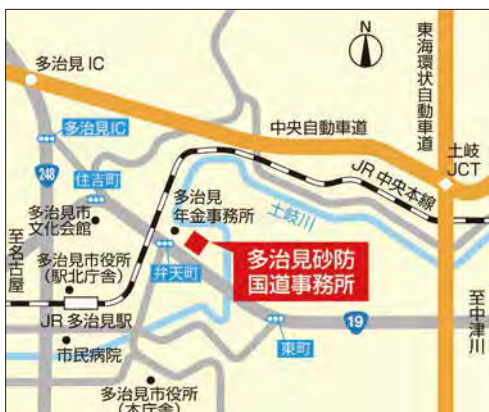 N
多治見IC
東海環状自動車道
中央自動車道
多治見IC
土岐
JCT
JR中央本線
248
住吉町
多治見
年金事務所
土岐川
多治見市
文化会館
至名古屋
多治見砂防
国道事務所
弁天町
多治見市役所
(駅北庁舎)
JR多治見駅
19
至中津川
東町
市民病院
多治見市役所
(本庁舎)